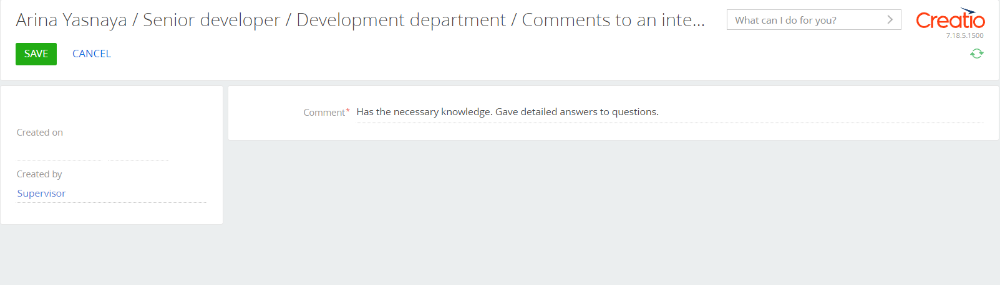 Arina Yasnaya / Senior developer / Development department / Comments to an inte...
What can I do for you?
Creatio
7.18.5.1500
SAVE
CANCEL
Created on
Created by
Supervisor
Comment*
Has the necessary knowledge. Gave detailed answers to questions.